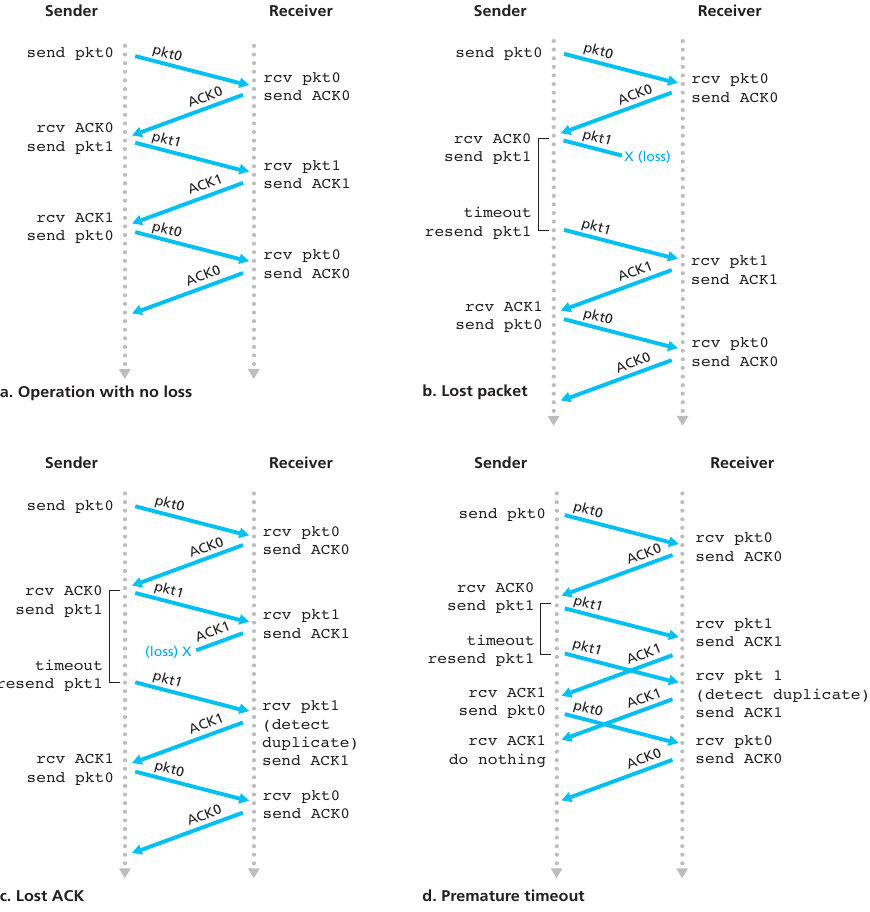 Sender
Receiver
send pkt0
pkt0
rcv pkt0
send ACK0
ACK0
rcv ACK0
send pkt1
pkt1
rcv pkt1
send ACK1
ACK1
rcv ACK1
send pkt0
pkt0
rcv pkt0
send ACK0
ACK0
a. Operation with no loss
Sender
Receiver
send pkt0
pkt0
rcv pkt0
send ACK0
ACK0
rcv ACK0
send pkt1
pkt1
X (loss)
timeout
resend pkt1
pkt1
rcv pkt1
send ACK1
ACK1
rcv ACK1
send pkt0
pkt0
rcv pkt0
send ACK0
ACK0
b. Lost packet
Sender
Receiver
send pkt0
pkt0
rcv pkt0
send ACK0
ACK0
rcv ACK0
send pkt1
pkt1
rcv pkt1
send ACK1
ACK1
(loss) X
timeout
resend pkt1
pkt1
rcv pkt1
(detect
duplicate)
send ACK1
ACK1
rcv ACK1
send pkt0
pkt0
rcv pkt0
send ACK0
ACK0
c. Lost ACK
Sender
Receiver
send pkt0
pkt0
rcv pkt0
send ACK0
ACK0
rcv ACK0
send pkt1
pkt1
rcv pkt1
send ACK1
ACK1
timeout
resend pkt1
pkt1
rcv pkt 1
(detect duplicate)
send ACK1
ACK1
rcv ACK1
send pkt0
pkt0
rcv pkt0
send ACK0
rcv ACK1
do nothing
ACK0
d. Premature timeout